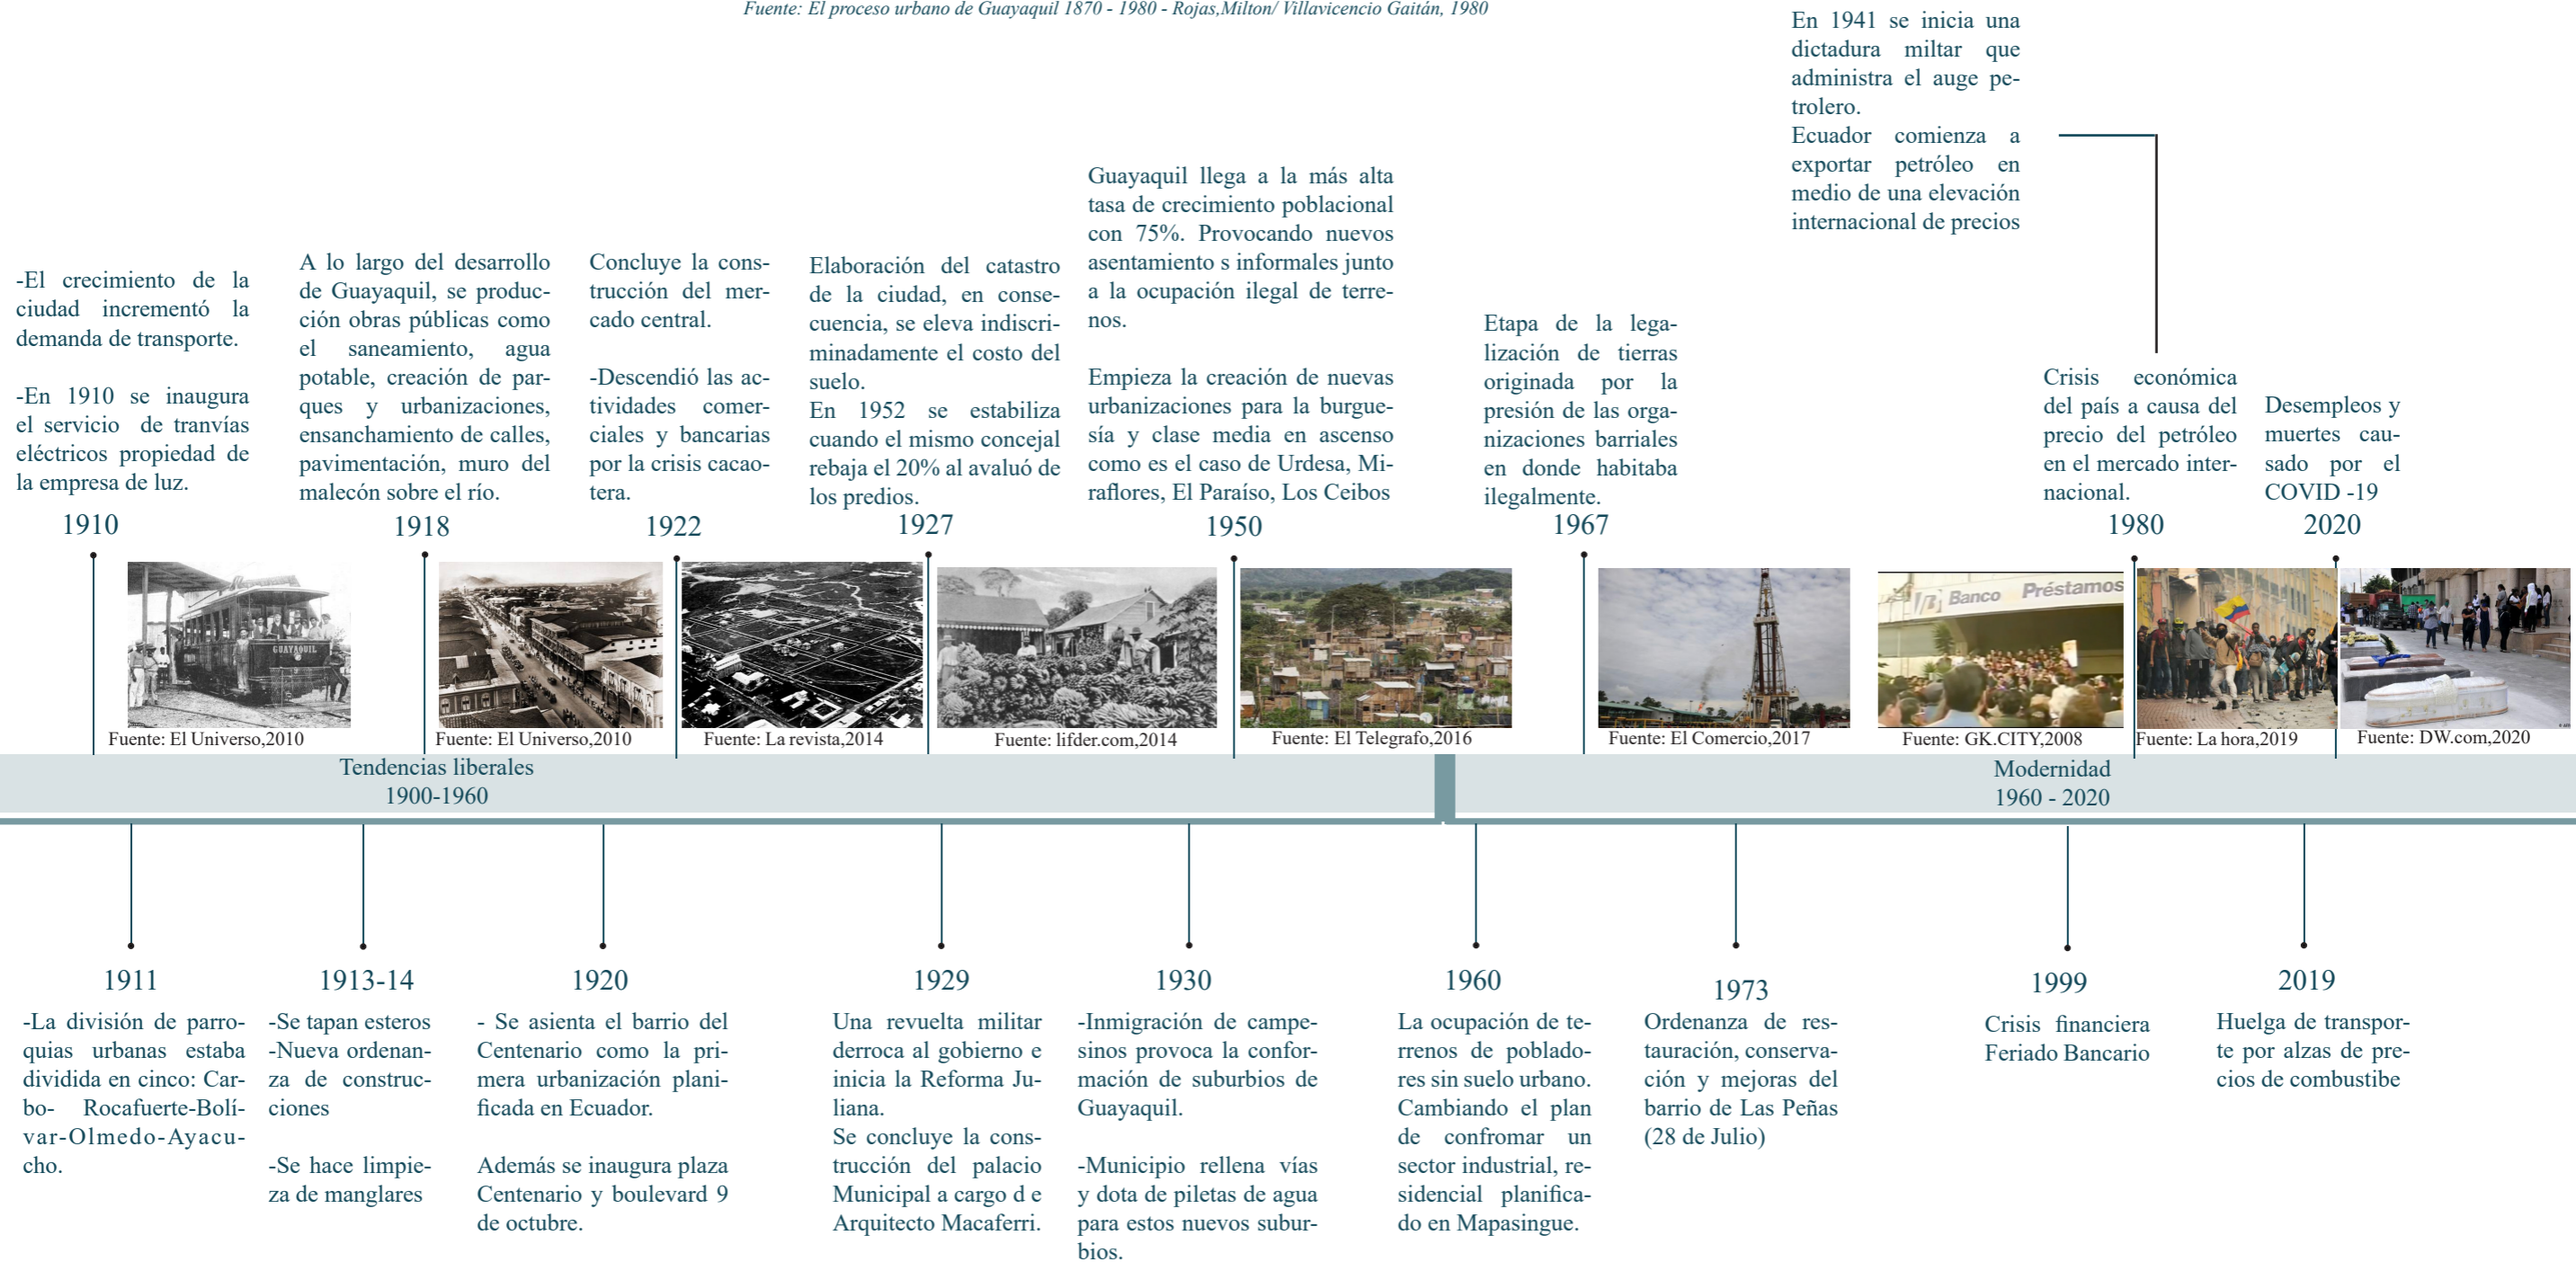 Fuente: El proceso urbano de Guayaquil 1870 - 1980 - Rojas,Milton/ Villavicencio Gaitán, 1980
En 1941 se inicia una
dictadura miltar que
administra el auge pe-
trolero.
Ecuador comienza a
exportar petróleo en
medio de una elevación
internacional de precios
-El crecimiento de la
ciudad incrementó la
demanda de transporte.
-En 1910 se inaugura
el servicio de tranvías
eléctricos propiedad de
la empresa de luz.
1910
A lo largo del desarrollo
de Guayaquil, se produc-
ción obras públicas como
el saneamiento, agua
potable, creación de par-
ques y urbanizaciones,
ensanchamiento de calles,
pavimentación, muro del
malecón sobre el río.
1918
Concluye la cons-
trucción del mer-
cado central.
-Descendió las ac-
tividades comer-
ciales y bancarias
por la crisis cacao-
tera.
1922
Elaboración del catastro
de la ciudad, en conse-
cuencia, se eleva indiscri-
minadamente el costo del
suelo.
En 1952 se estabiliza
cuando el mismo concejal
rebaja el 20% al avaluó de
los predios.
1927
Guayaquil llega a la más alta
tasa de crecimiento poblacional
con 75%. Provocando nuevos
asentamiento s informales junto
a la ocupación ilegal de terre-
nos.
Empieza la creación de nuevas
urbanizaciones para la burgue-
sía y clase media en ascenso
como es el caso de Urdesa, Mi-
raflores, El Paraíso, Los Ceibos
1950
Etapa de la lega-
lización de tierras
originada por la
presión de las orga-
nizaciones barriales
en donde habitaba
ilegalmente.
1967
Crisis económica
del país a causa del
precio del petróleo
en el mercado inter-
nacional.
1980
Desempleos y
muertes cau-
sado por el
COVID -19
2020
GUAYAQUIL
Banco Préstamos
Fuente: El Universo,2010
Fuente: El Universo,2010
Fuente: La revista,2014
Fuente: lifder.com,2014
Fuente: El Telegrafo,2016
Fuente: El Comercio,2017
Fuente: GK.CITY,2008
Fuente: La hora,2019
Fuente: DW.com,2020
Tendencias liberales
1900-1960
Modernidad
1960 - 2020
1911
-La división de parro-
quias urbanas estaba
dividida en cinco: Car-
bo- Rocafuerte-Bolí-
var-Olmedo-Ayacu-
cho.
1913-14
-Se tapan esteros
-Nueva ordenan-
za de construc-
ciones
-Se hace limpie-
za de manglares
1920
- Se asienta el barrio del
Centenario como la pri-
mera urbanización plani-
ficada en Ecuador.
Además se inaugura plaza
Centenario y boulevard 9
de octubre.
1929
Una revuelta militar
derroca al gobierno e
inicia la Reforma Ju-
liana.
Se concluye la cons-
trucción del palacio
Municipal a cargo d e
Arquitecto Macaferri.
1930
-Inmigración de campe-
sinos provoca la confor-
mación de suburbios de
Guayaquil.
-Municipio rellena vías
y dota de piletas de agua
para estos nuevos subur-
bios.
1960
La ocupación de te-
rrenos de poblado-
res sin suelo urbano.
Cambiando el plan
de confromar un
sector industrial, re-
sidencial planifica-
do en Mapasingue.
1973
Ordenanza de res-
tauración, conserva-
ción y mejoras del
barrio de Las Peñas
(28 de Julio)
1999
Crisis financiera
Feriado Bancario
2019
Huelga de transpor-
te por alzas de pre-
cios de combustibe